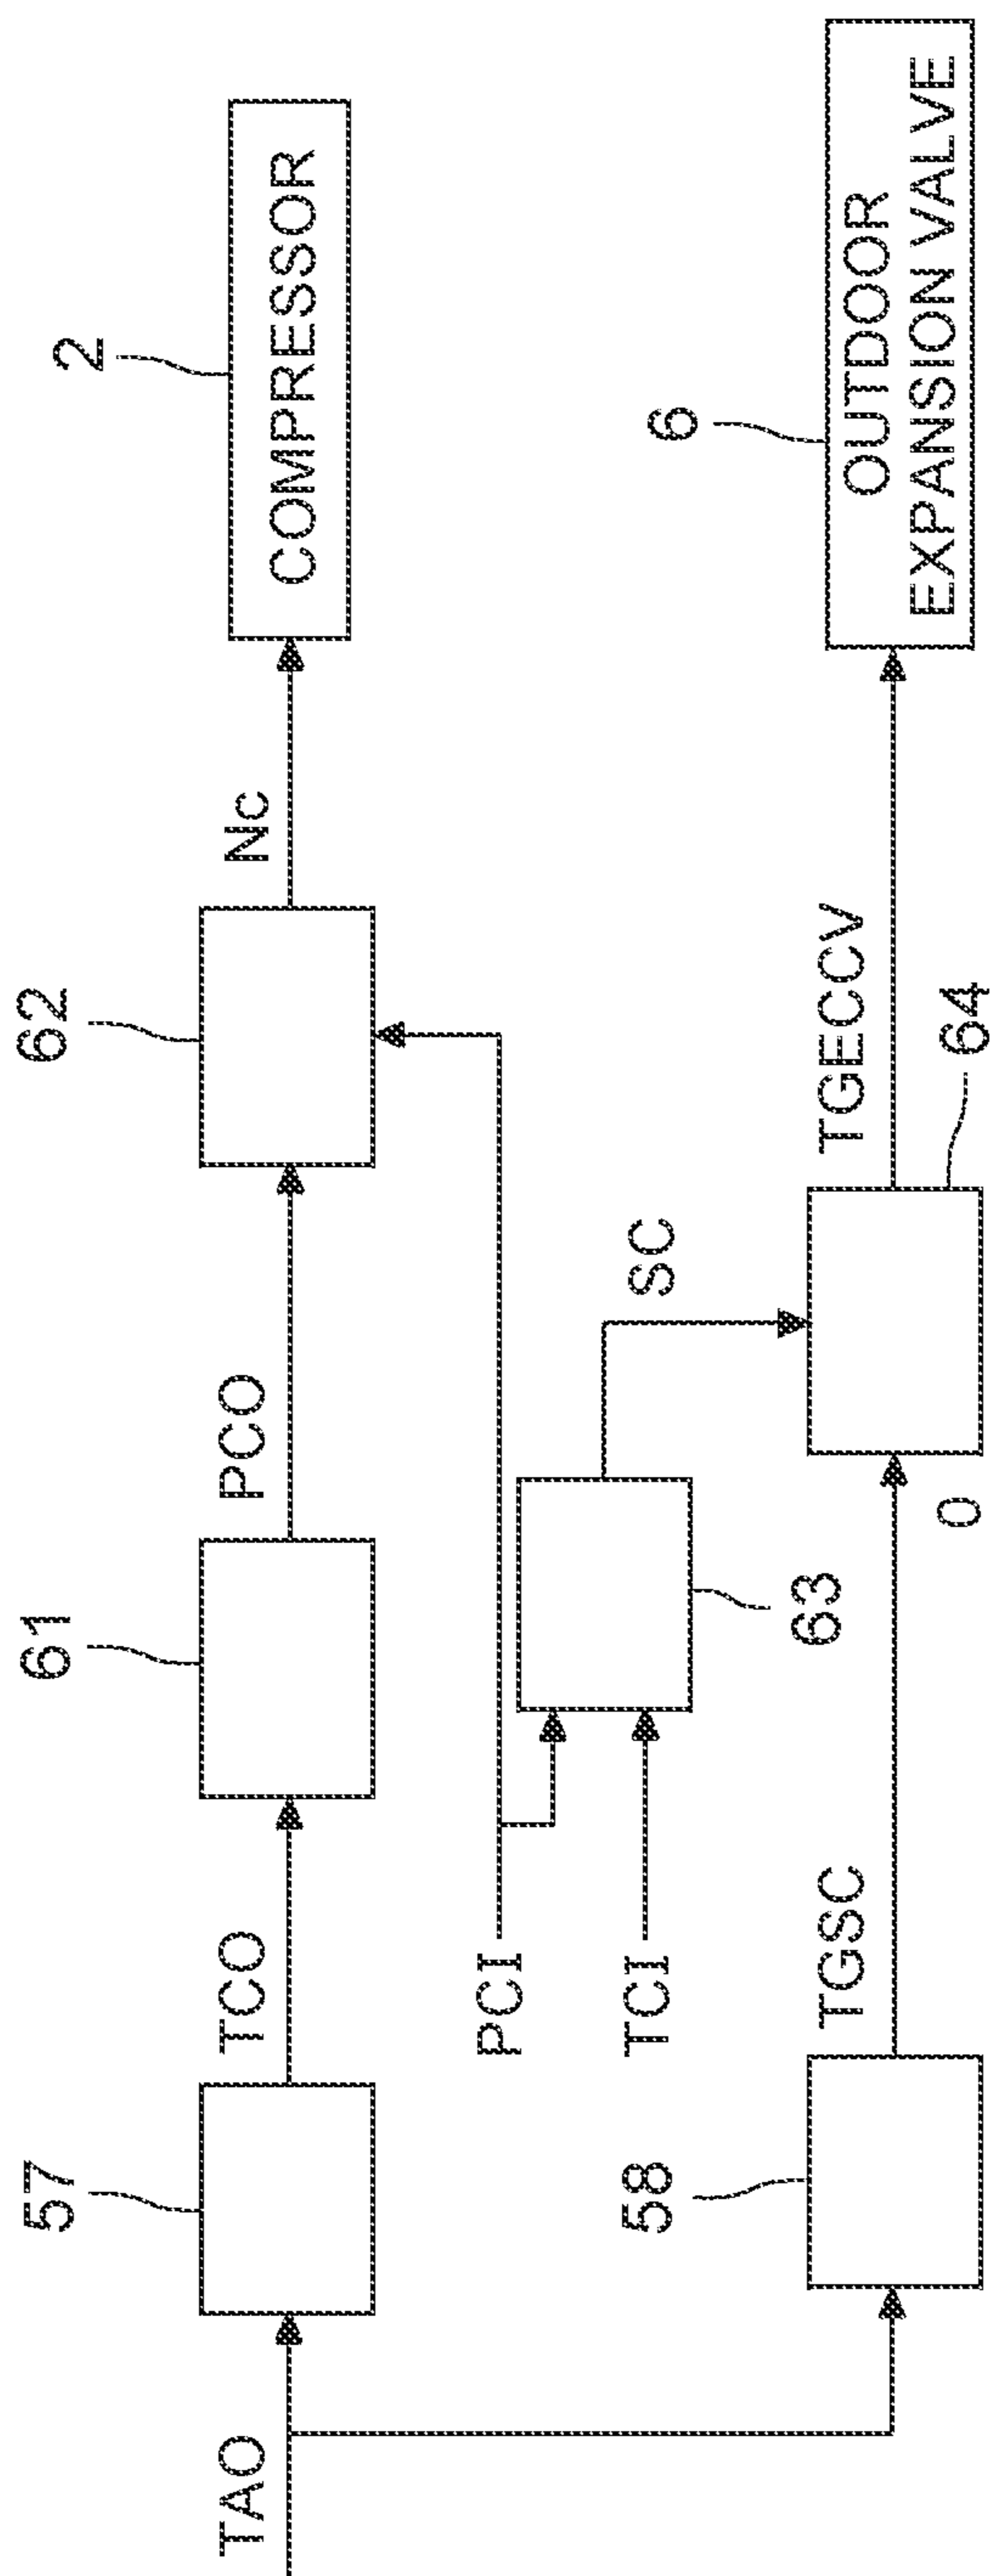 TAO
57
TCO
61
PCO
62
Nc
2
COMPRESSOR
PCI
TCI
63
SC
58
TGSC
0
64
TGECCV
6
OUTDOOR
EXPANSION VALVE